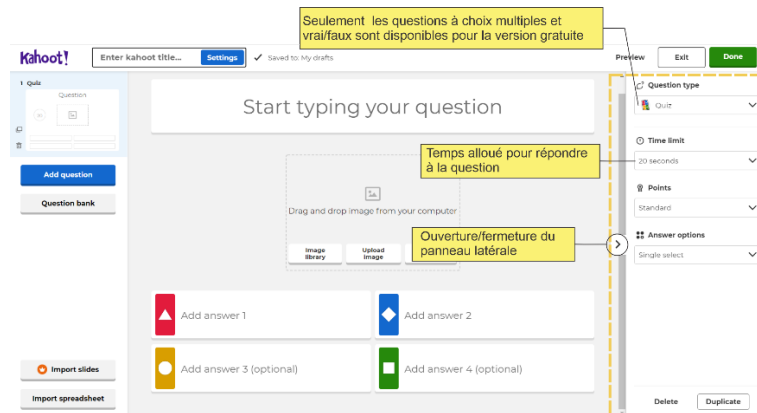 Seulement les questions à choix multiples et
vrai/faux sont disponibles pour la version gratuite
Kahoot!
Enter kahoot title...
Settings
Saved to: My drafts
Preview
Exit
Done
1 Quiz
Question
Add question
Question bank
Import slides
Import spreadsheet
Start typing your question
Drag and drop image from your computer
Image
library
Upload
image
Add answer 1
Add answer 2
Add answer 3 (optional)
Add answer 4 (optional)
Question type
Quiz
Time limit
Temps alloué pour répondre
à la question
20 seconds
Points
Standard
Ouverture/fermeture du
panneau latérale
Answer options
Single select
Delete
Duplicate